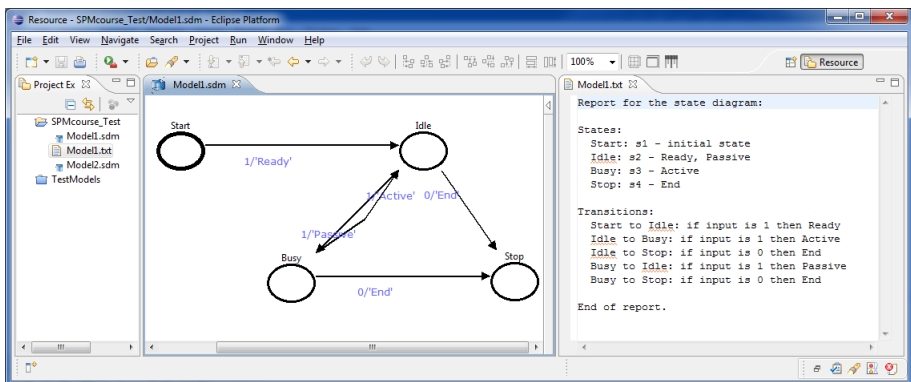 Resource - SPMcourse_Test/Model1.sdm - Eclipse Platform
File Edit View Navigate Search Project Run Window Help
100%
Resource
Project Ex
SPMcourse_Test
Model1.sdm
Model1.txt
Model2.sdm
TestModels
Model1.sdm
Start
Idle
1/'Ready'
1/'Active' 0/'End'
1/'Passive'
Busy
Stop
0/'End'
Model1.txt
Report for the state diagram:
States:
Start: s1 - initial state
Idle: s2 - Ready, Passive
Busy: s3 - Active
Stop: s4 - End
Transitions:
Start to Idle: if input is 1 then Ready
Idle to Busy: if input is 1 then Active
Idle to Stop: if input is 0 then End
Busy to Idle: if input is 1 then Passive
Busy to Stop: if input is 0 then End
End of report.